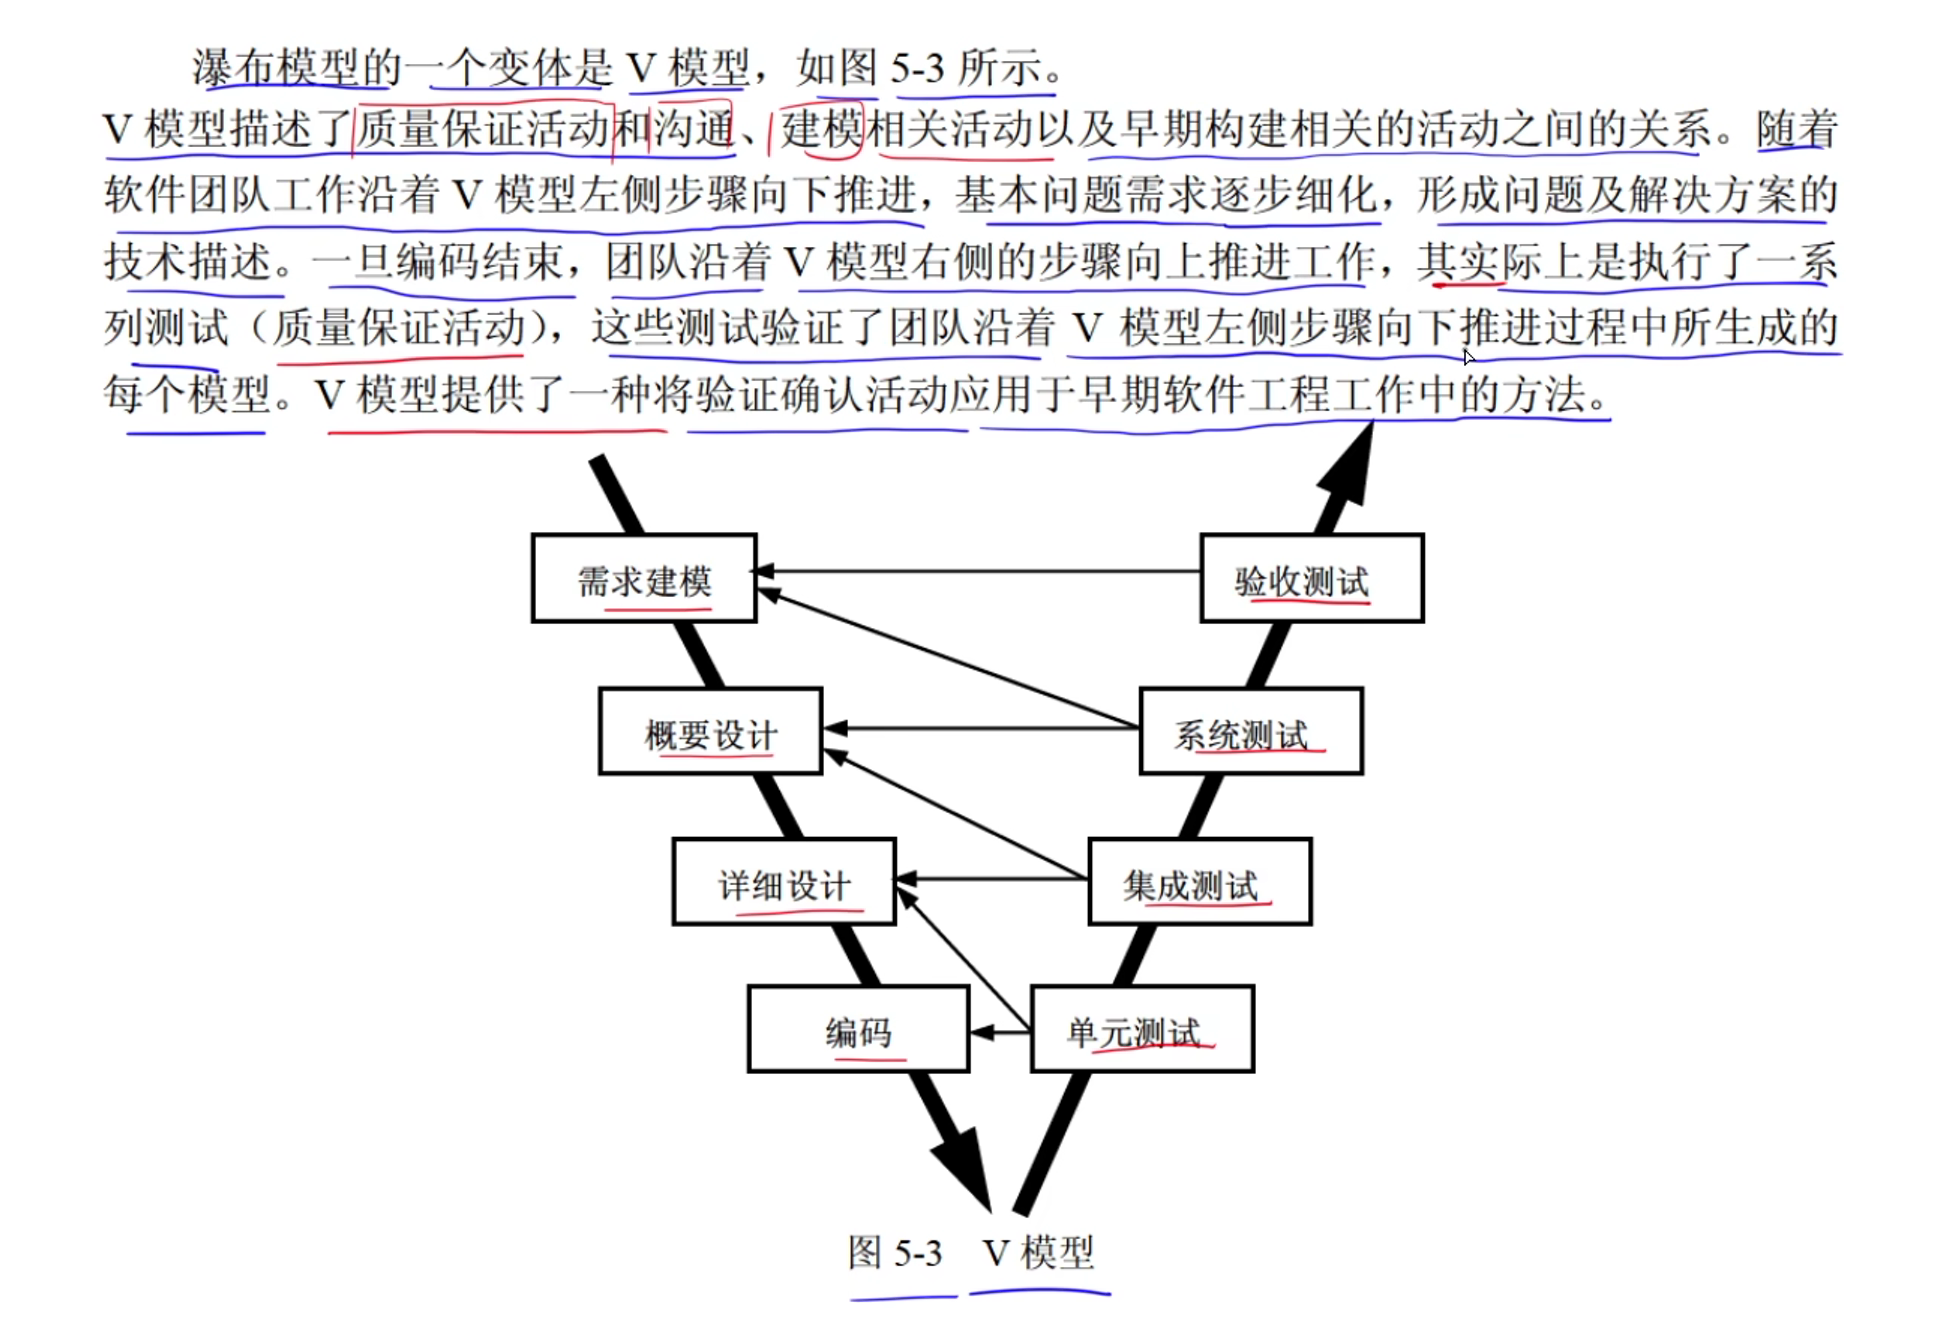 瀑布模型的一个变体是 V 模型，如图 5-3 所示。
V 模型描述了质量保证活动和沟通、建模相关活动以及早期构建相关的活动之间的关系。随着
软件团队工作沿着 V 模型左侧步骤向下推进，基本问题需求逐步细化，形成问题及解决方案的
技术描述。一旦编码结束，团队沿着 V 模型右侧的步骤向上推进工作，其实际上是执行了一系
列测试（质量保证活动），这些测试验证了团队沿着 V 模型左侧步骤向下推进过程中所生成的
每个模型。V 模型提供了一种将验证确认活动应用于早期软件工程工作中的方法。
需求建模
验收测试
概要设计
系统测试
详细设计
集成测试
编码
单元测试
图 5-3 V 模型